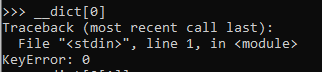 >>> __dict[0]
Traceback (most recent call last):
  File "<stdin>", line 1, in <module>
KeyError: 0